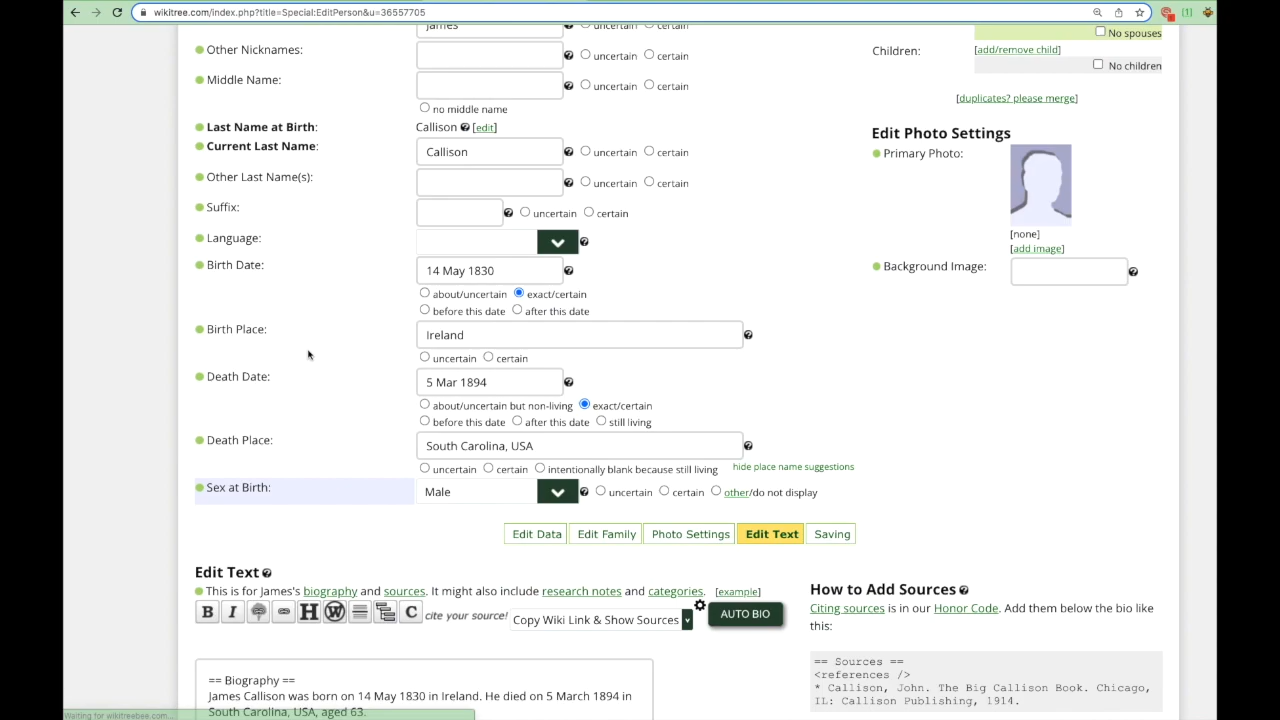 wikitree.com/index.php?title=Special:EditPerson&u=36557705
James uncertain certain
No spouses
Other Nicknames: uncertain certain
Children: [add/remove child]
No children
Middle Name: uncertain certain
no middle name
[duplicates? please merge]
Last Name at Birth: Callison [edit]
Edit Photo Settings
Current Last Name: Callison uncertain certain
Primary Photo:
Other Last Name(s): uncertain certain
Suffix: uncertain certain
[none]
Language:
[add image]
Birth Date: 14 May 1830
Background Image:
about/uncertain exact/certain
before this date after this date
Birth Place: Ireland
uncertain certain
Death Date: 5 Mar 1894
about/uncertain but non-living exact/certain
before this date after this date still living
Death Place: South Carolina, USA
uncertain certain intentionally blank because still living hide place name suggestions
Sex at Birth: Male uncertain certain other/do not display
Edit Data Edit Family Photo Settings Edit Text Saving
Edit Text
This is for James's biography and sources. It might also include research notes and categories. [example]
B I H W C cite your source! Copy Wiki Link & Show Sources AUTO BIO
How to Add Sources
Citing sources is in our Honor Code. Add them below the bio like
this:
== Sources ==
<references />
* Callison, John. The Big Callison Book. Chicago,
IL: Callison Publishing, 1914.
== Biography ==
James Callison was born on 14 May 1830 in Ireland. He died on 5 March 1894 in
South Carolina, USA, aged 63.
Waiting for wikitreebee.com...